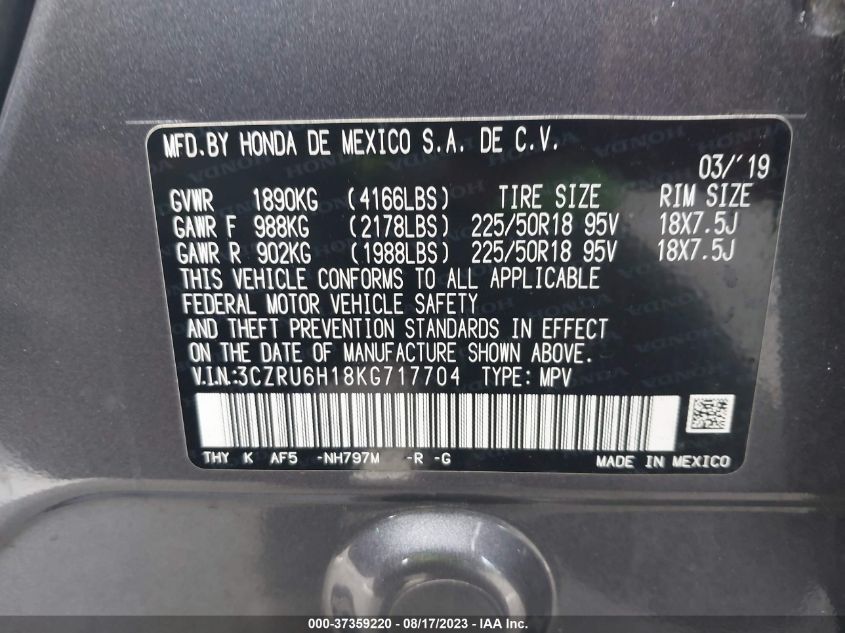 MFD.BY HONDA DE MEXICO S.A. DE C.V.
03/´19
GVWR 1890KG (4166LBS) TIRE SIZE RIM SIZE
GAWR F 988KG (2178LBS) 225/50R18 95V 18X7.5J
GAWR R 902KG (1988LBS) 225/50R18 95V 18X7.5J
THIS VEHICLE CONFORMS TO ALL APPLICABLE
FEDERAL MOTOR VEHICLE SAFETY
AND THEFT PREVENTION STANDARDS IN EFFECT
ON THE DATE OF MANUFACTURE SHOWN ABOVE.
V.I.N.:3CZRU6H18KG717704 TYPE: MPV
THY K AF5 -NH797M -R -G MADE IN MEXICO
000-37359220 - 08/17/2023 - IAA Inc.